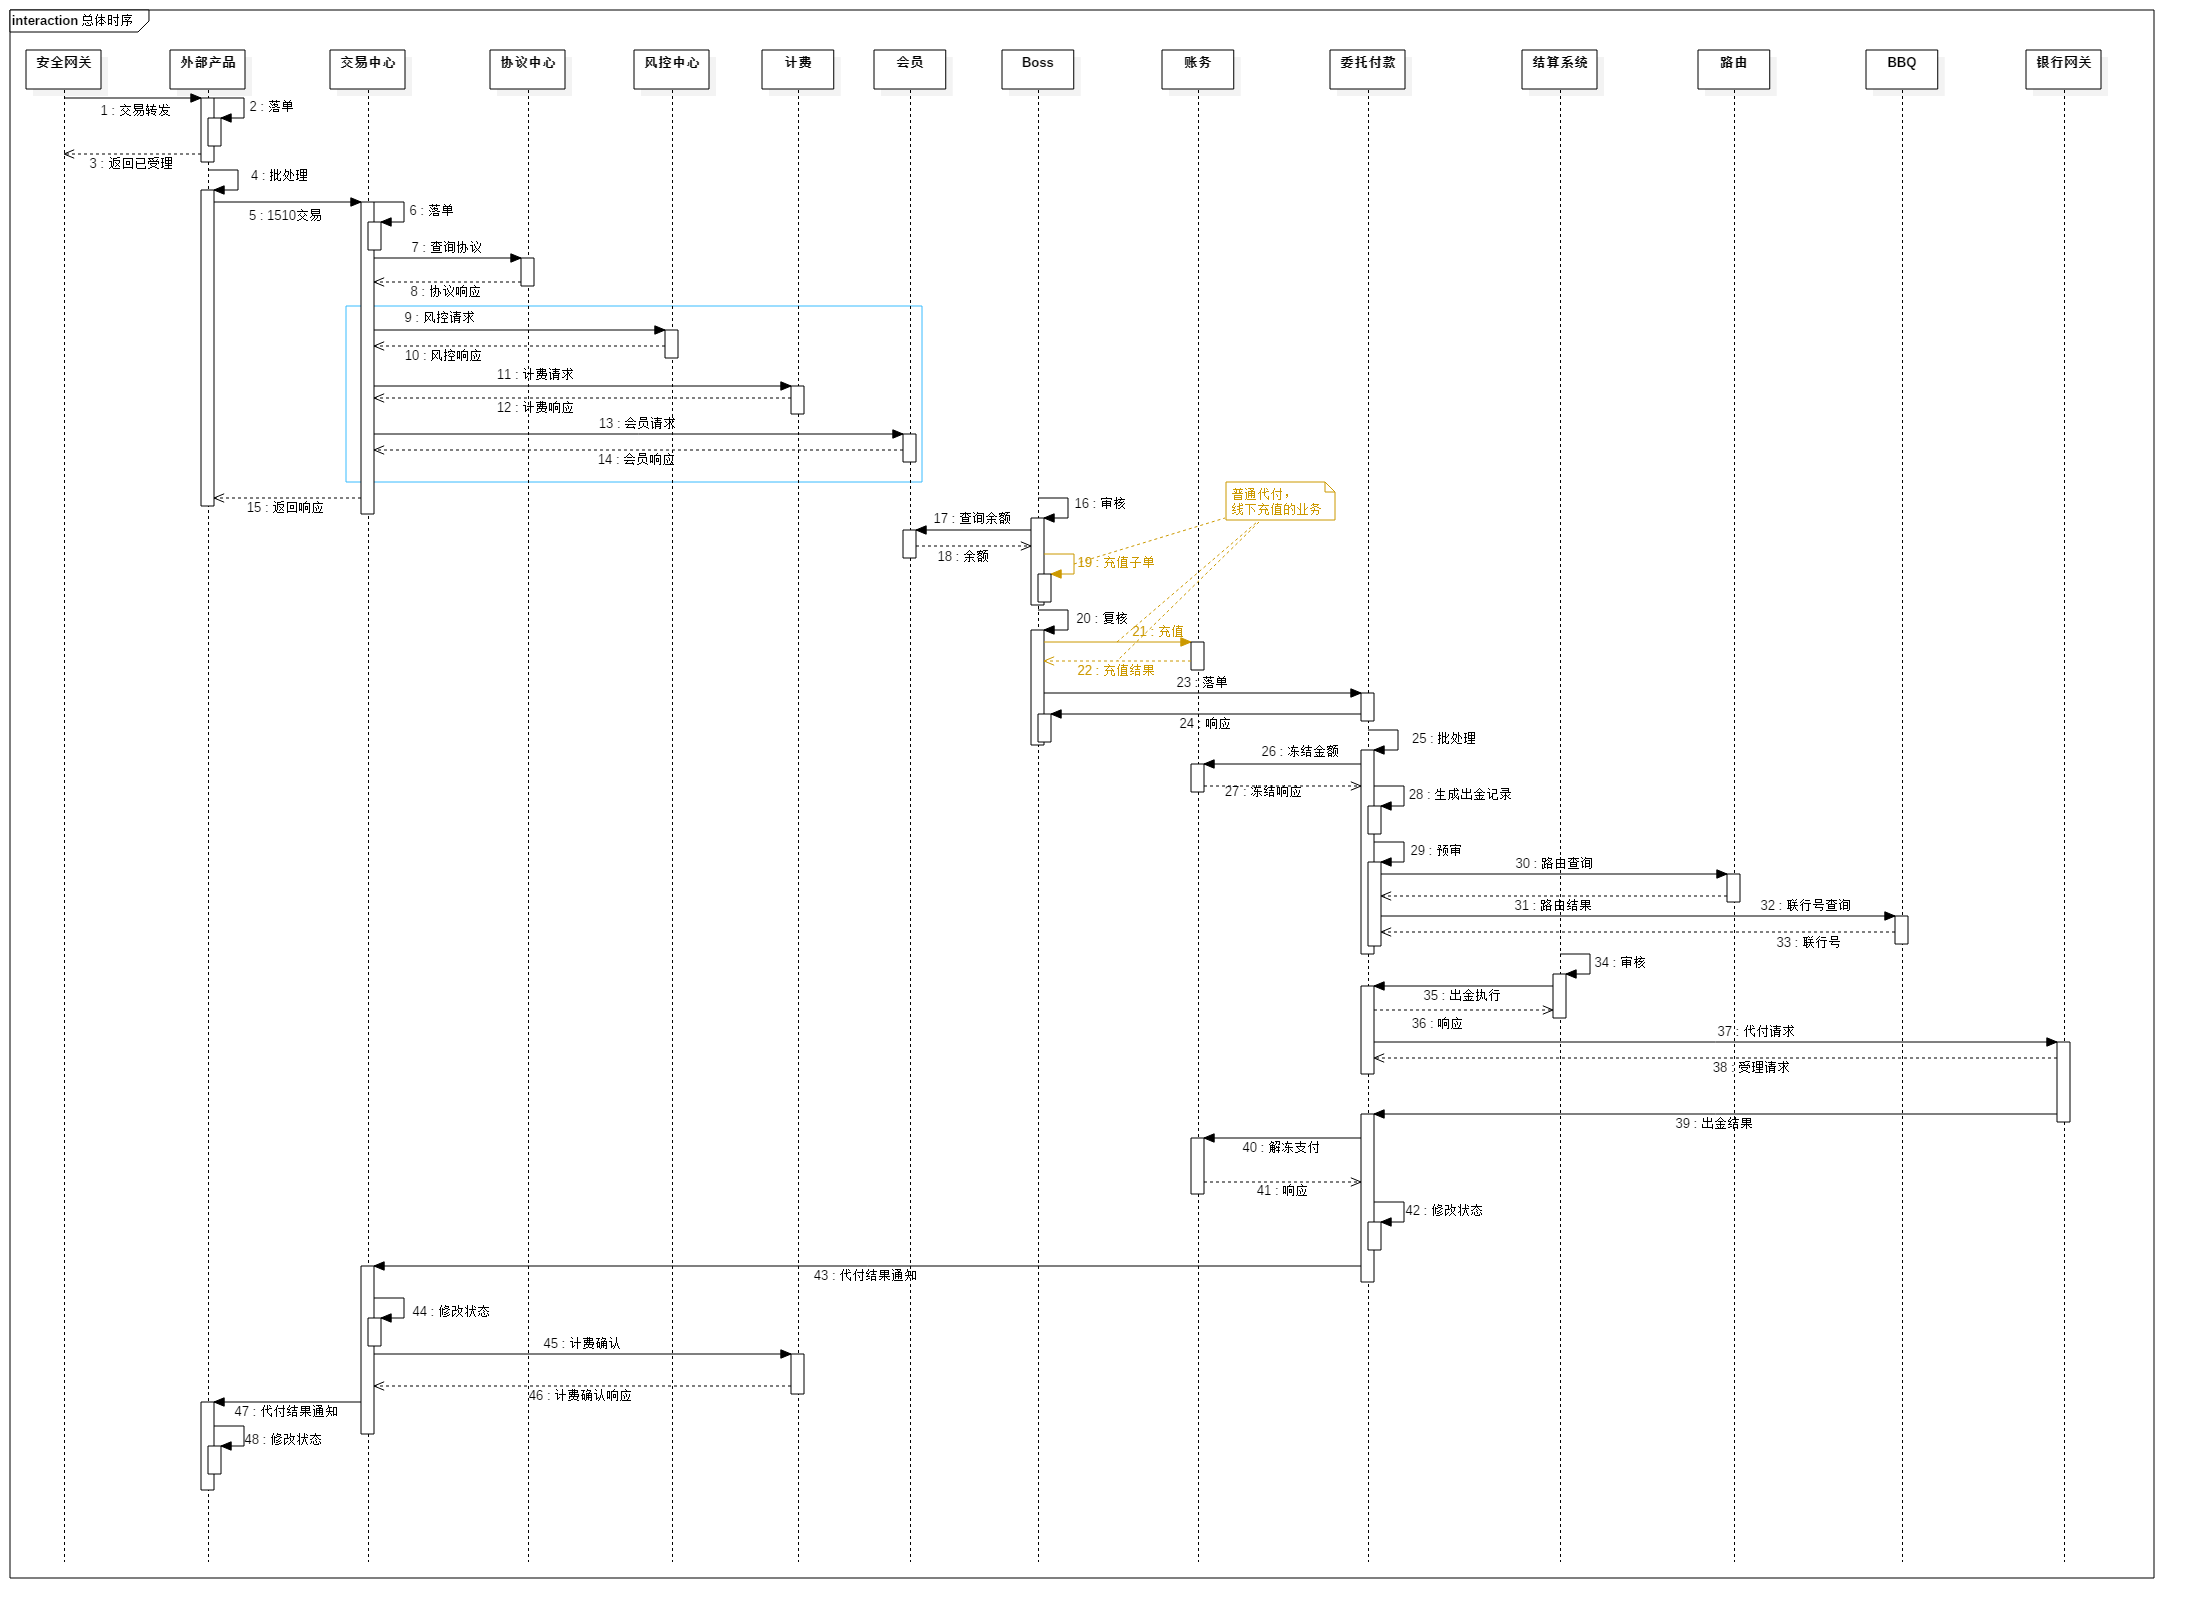 interaction 总体时序
安全网关
外部产品
交易中心
协议中心
风控中心
计费
会员
Boss
账务
委托付款
结算系统
路由
BBQ
银行网关
1 : 交易转发
2 : 落单
3 : 返回已受理
4 : 批处理
5 : 1510交易
6 : 落单
7 : 查询协议
8 : 协议响应
9 : 风控请求
10 : 风控响应
11 : 计费请求
12 : 计费响应
13 : 会员请求
14 : 会员响应
15 : 返回响应
16 : 审核
普通代付，
线下充值的业务
17 : 查询余额
18 : 余额
19 : 充值子单
20 : 复核
21 : 充值
22 : 充值结果
23 : 落单
24 : 响应
25 : 批处理
26 : 冻结金额
27 : 冻结响应
28 : 生成出金记录
29 : 预审
30 : 路由查询
31 : 路由结果
32 : 联行号查询
33 : 联行号
34 : 审核
35 : 出金执行
36 : 响应
37 : 代付请求
38 : 受理请求
39 : 出金结果
40 : 解冻支付
41 : 响应
42 : 修改状态
43 : 代付结果通知
44 : 修改状态
45 : 计费确认
46 : 计费确认响应
47 : 代付结果通知
48 : 修改状态